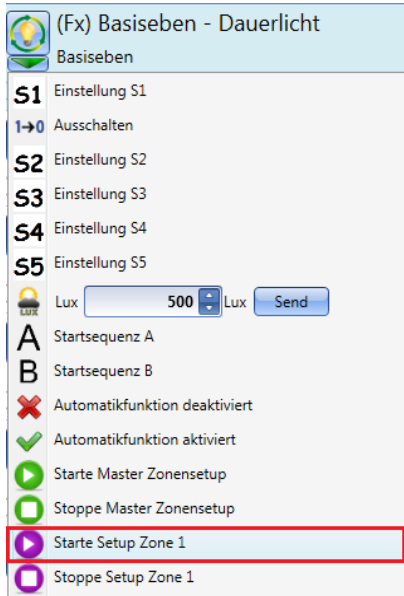 (Fx) Basiseben - Dauerlicht
Basiseben
S1 Einstellung S1
1→0 Ausschalten
S2 Einstellung S2
S3 Einstellung S3
S4 Einstellung S4
S5 Einstellung S5
LUX Lux 500 Lux Send
A Startsequenz A
B Startsequenz B
Automatikfunktion deaktiviert
Automatikfunktion aktiviert
Starte Master Zonensetup
Stoppe Master Zonensetup
Starte Setup Zone 1
Stoppe Setup Zone 1